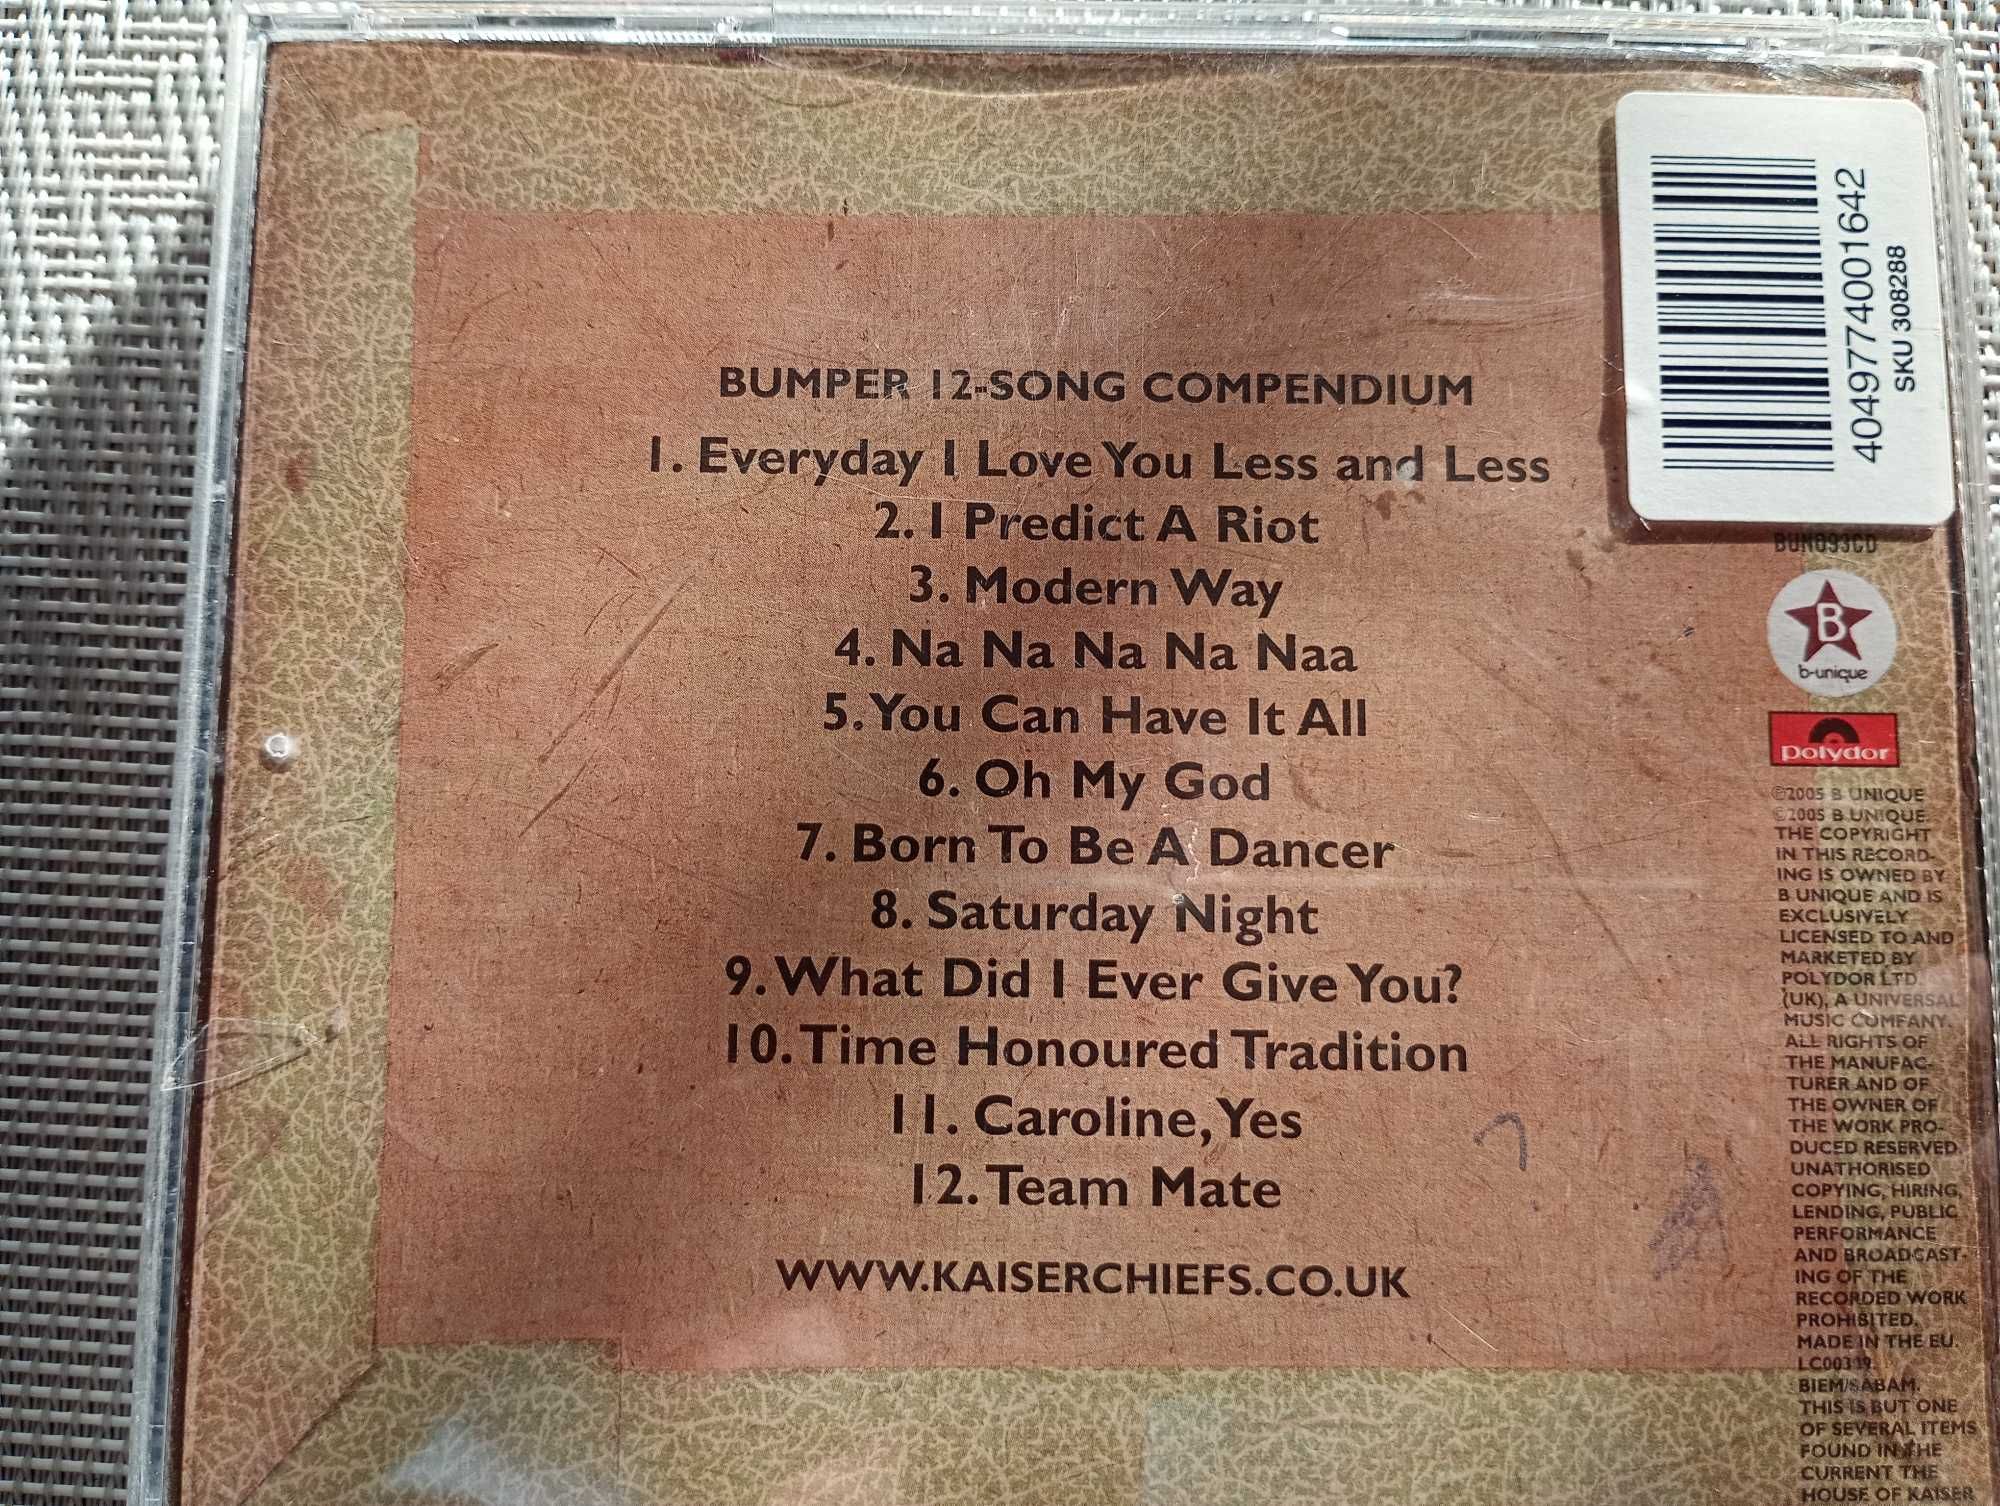 BUMPER 12-SONG COMPENDIUM
1. Everyday I Love You Less and Less
2. I Predict A Riot
3. Modern Way
4. Na Na Na Na Naa
5. You Can Have It All
6. Oh My God
7. Born To Be A Dancer
8. Saturday Night
9. What Did I Ever Give You?
10. Time Honoured Tradition
11. Caroline, Yes
12. Team Mate
WWW.KAISERCHIEFS.CO.UK
4049774001642
SKU 308288
BUN093CD
B
b-unique
Polydor
©2005 B UNIQUE
©2005 B UNIQUE.
THE COPYRIGHT
IN THIS RECORD-
ING IS OWNED BY
B UNIQUE AND IS
EXCLUSIVELY
LICENSED TO AND
MARKETED BY
POLYDOR LTD.
(UK), A UNIVERSAL
MUSIC COMPANY.
ALL RIGHTS OF
THE MANUFAC-
TURER AND OF
THE OWNER OF
THE WORK PRO-
DUCED RESERVED.
UNATHORISED
COPYING, HIRING,
LENDING, PUBLIC
PERFORMANCE
AND BROADCAST-
ING OF THE
RECORDED WORK
PROHIBITED.
MADE IN THE EU.
LC00309.
BIEM/SABAM.
THIS IS BUT ONE
OF SEVERAL ITEMS
FOUND IN THE
CURRENT THE
HOUSE OF KAISER